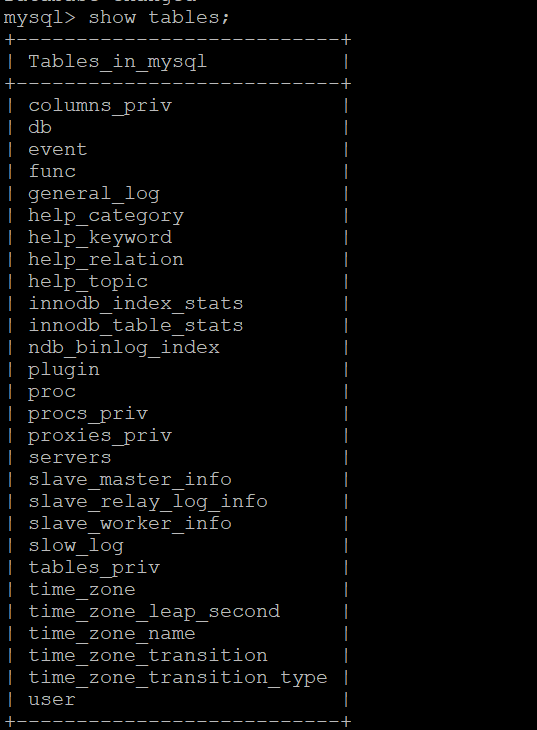 mysql> show tables;
+---------------------------+
| Tables_in_mysql           |
+---------------------------+
| columns_priv              |
| db                        |
| event                     |
| func                      |
| general_log               |
| help_category             |
| help_keyword              |
| help_relation             |
| help_topic                |
| innodb_index_stats        |
| innodb_table_stats        |
| ndb_binlog_index          |
| plugin                    |
| proc                      |
| procs_priv                |
| proxies_priv              |
| servers                   |
| slave_master_info         |
| slave_relay_log_info      |
| slave_worker_info         |
| slow_log                  |
| tables_priv               |
| time_zone                 |
| time_zone_leap_second     |
| time_zone_name            |
| time_zone_transition      |
| time_zone_transition_type |
| user                      |
+---------------------------+